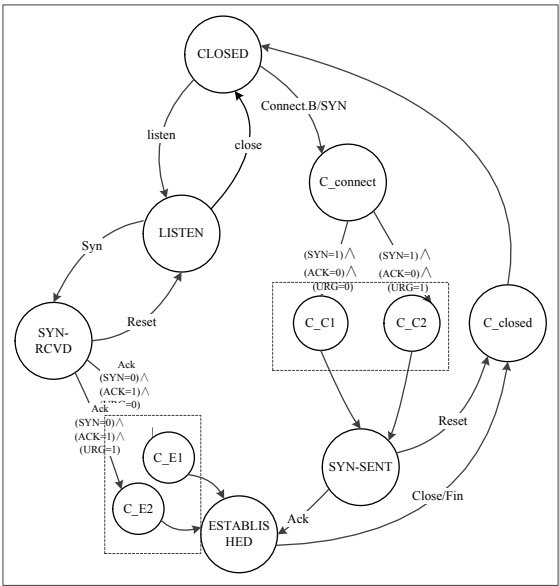 CLOSED
Connect.B/SYN
listen
close
C_connect
LISTEN
Syn
(SYN=1)∧
(ACK=0)∧
(URG=0)
(SYN=1)∧
(ACK=0)∧
(URG=1)
SYN-
RCVD
Reset
C_C1
C_C2
C_closed
Ack
(SYN=0)∧
(ACK=1)∧
(URG=0)
Ack
(SYN=0)∧
(ACK=1)∧
(URG=1)
Reset
C_E1
SYN-SENT
C_E2
Close/Fin
Ack
ESTABLIS
HED